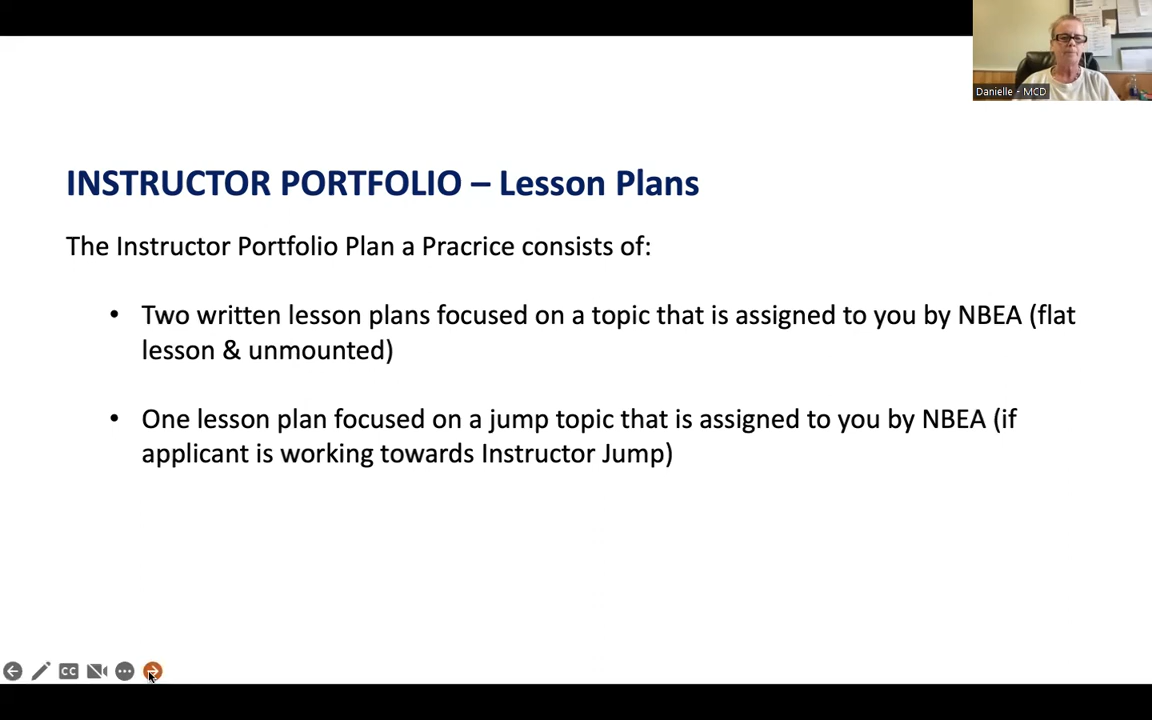 Danielle - MCD
INSTRUCTOR PORTFOLIO – Lesson Plans
The Instructor Portfolio Plan a Pracrice consists of:
• Two written lesson plans focused on a topic that is assigned to you by NBEA (flat
lesson & unmounted)
• One lesson plan focused on a jump topic that is assigned to you by NBEA (if
applicant is working towards Instructor Jump)
CC